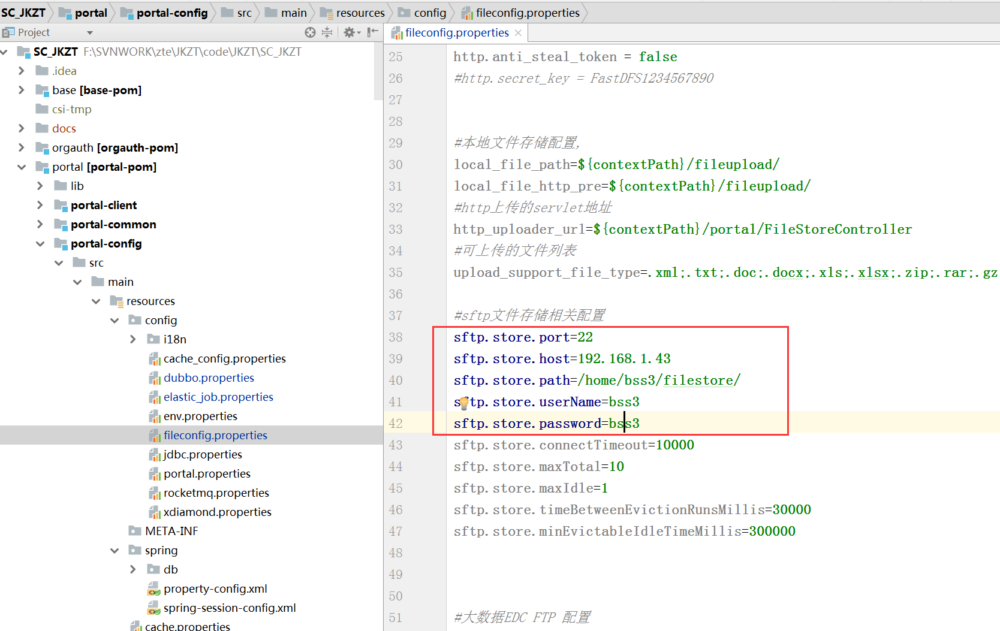 SC_JKZT portal portal-config src main resources config fileconfig.properties
Project
fileconfig.properties
SC_JKZT F:\SVNWORK\zte\JKZT\code\JKZT\SC_JKZT
.idea
base [base-pom]
csi-tmp
docs
orgauth [orgauth-pom]
portal [portal-pom]
lib
portal-client
portal-common
portal-config
src
main
resources
config
i18n
cache_config.properties
dubbo.properties
elastic_job.properties
env.properties
fileconfig.properties
jdbc.properties
portal.properties
rocketmq.properties
xdiamond.properties
META-INF
spring
db
property-config.xml
spring-session-config.xml
cache.properties
25 http.anti_steal_token = false
26 #http.secret_key = FastDFS1234567890
27
28
29 #本地文件存储配置,
30 local_file_path=${contextPath}/fileupload/
31 local_file_http_pre=${contextPath}/fileupload/
32 #http上传的servlet地址
33 http_uploader_url=${contextPath}/portal/FileStoreController
34 #可上传的文件列表
35 upload_support_file_type=.xml;.txt;.doc;.docx;.xls;.xlsx;.zip;.rar;.gz
36
37 #sftp文件存储相关配置
38 sftp.store.port=22
39 sftp.store.host=192.168.1.43
40 sftp.store.path=/home/bss3/filestore/
41 sftp.store.userName=bss3
42 sftp.store.password=bss3
43 sftp.store.connectTimeout=10000
44 sftp.store.maxTotal=10
45 sftp.store.maxIdle=1
46 sftp.store.timeBetweenEvictionRunsMillis=30000
47 sftp.store.minEvictableIdleTimeMillis=300000
48
49
50
51 #大数据EDC FTP 配置